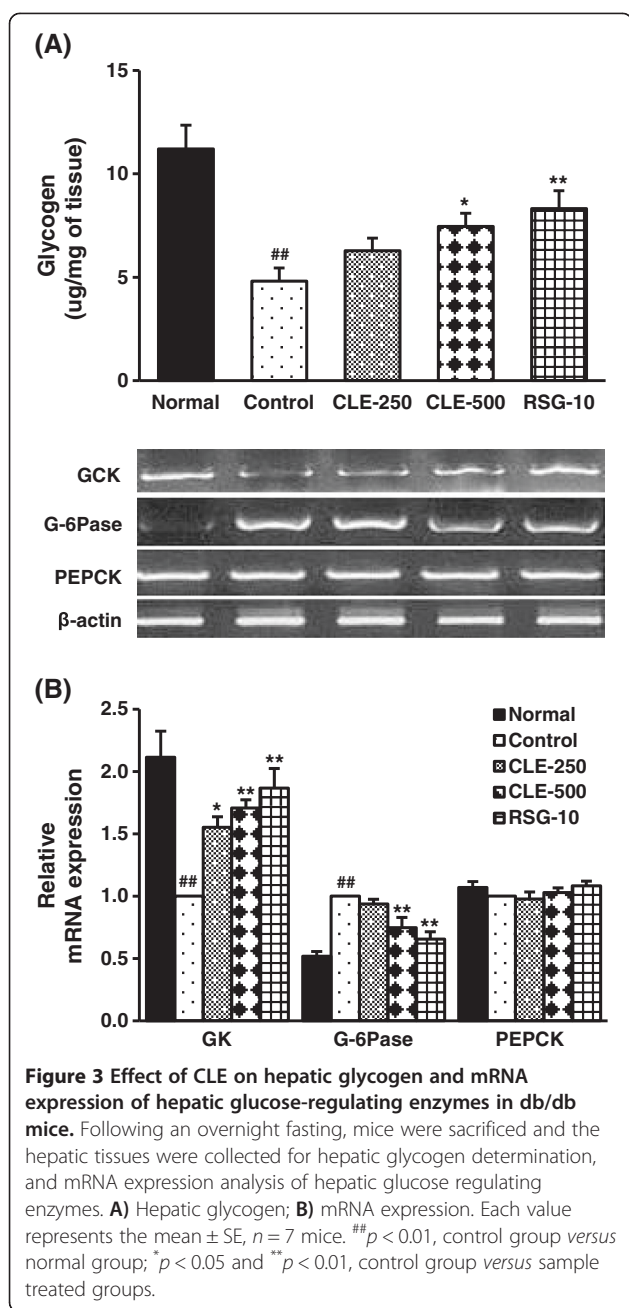 (A)
15
10
5
0
Glycogen
(ug/mg of tissue)
##
*
**
Normal Control CLE-250 CLE-500 RSG-10
GCK
G-6Pase
PEPCK
β-actin
(B)
2.5
2.0
1.5
1.0
0.5
0.0
Relative
mRNA expression
##
*
**
**
##
**
**
Normal
Control
CLE-250
CLE-500
RSG-10
GK G-6Pase PEPCK
Figure 3 Effect of CLE on hepatic glycogen and mRNA
expression of hepatic glucose-regulating enzymes in db/db
mice. Following an overnight fasting, mice were sacrificed and the
hepatic tissues were collected for hepatic glycogen determination,
and mRNA expression analysis of hepatic glucose regulating
enzymes. A) Hepatic glycogen; B) mRNA expression. Each value
represents the mean ± SE, n = 7 mice. ##p < 0.01, control group versus
normal group; *p < 0.05 and **p < 0.01, control group versus sample
treated groups.